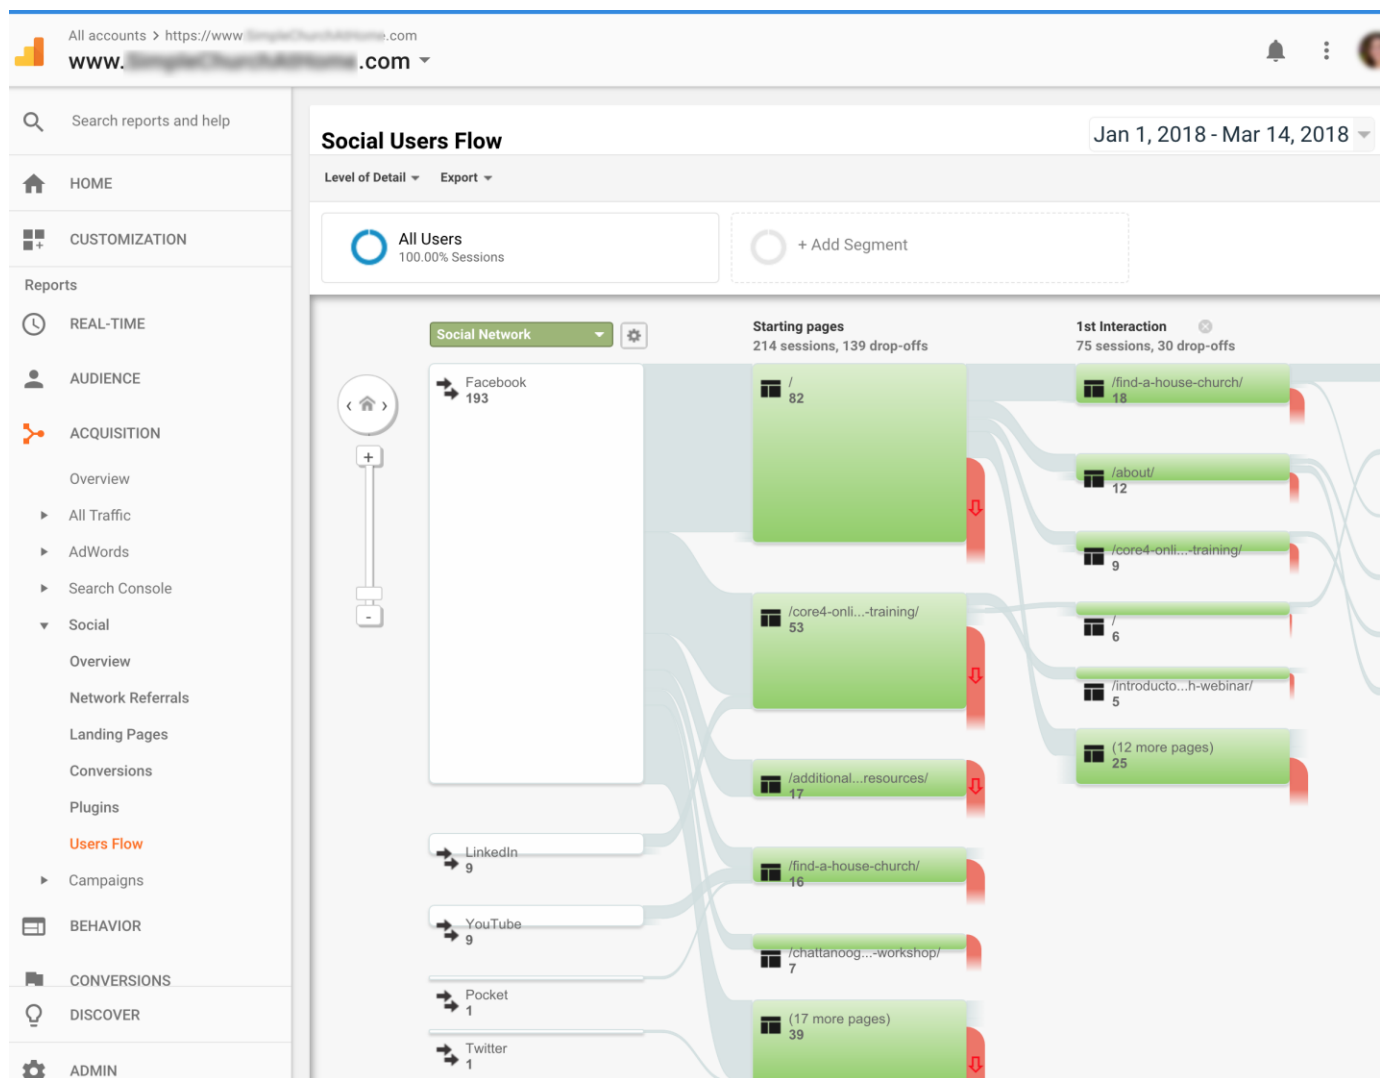 All accounts > https://www. .com
www. .com
Search reports and help
HOME
CUSTOMIZATION
Reports
REAL-TIME
AUDIENCE
ACQUISITION
Overview
All Traffic
AdWords
Search Console
Social
Overview
Network Referrals
Landing Pages
Conversions
Plugins
Users Flow
Campaigns
BEHAVIOR
CONVERSIONS
DISCOVER
ADMIN
Social Users Flow
Jan 1, 2018 - Mar 14, 2018
Level of Detail
Export
All Users
100.00% Sessions
+ Add Segment
Social Network
Facebook
193
LinkedIn
9
YouTube
9
Pocket
1
Twitter
1
+
-
Starting pages
214 sessions, 139 drop-offs
/
82
/core4-onli...-training/
53
/additional...resources/
17
/find-a-house-church/
16
/chattanoog...-workshop/
7
(17 more pages)
39
1st Interaction
75 sessions, 30 drop-offs
/find-a-house-church/
18
/about/
12
/core4-onli...-training/
9
/
6
/introducto...h-webinar/
5
(12 more pages)
25